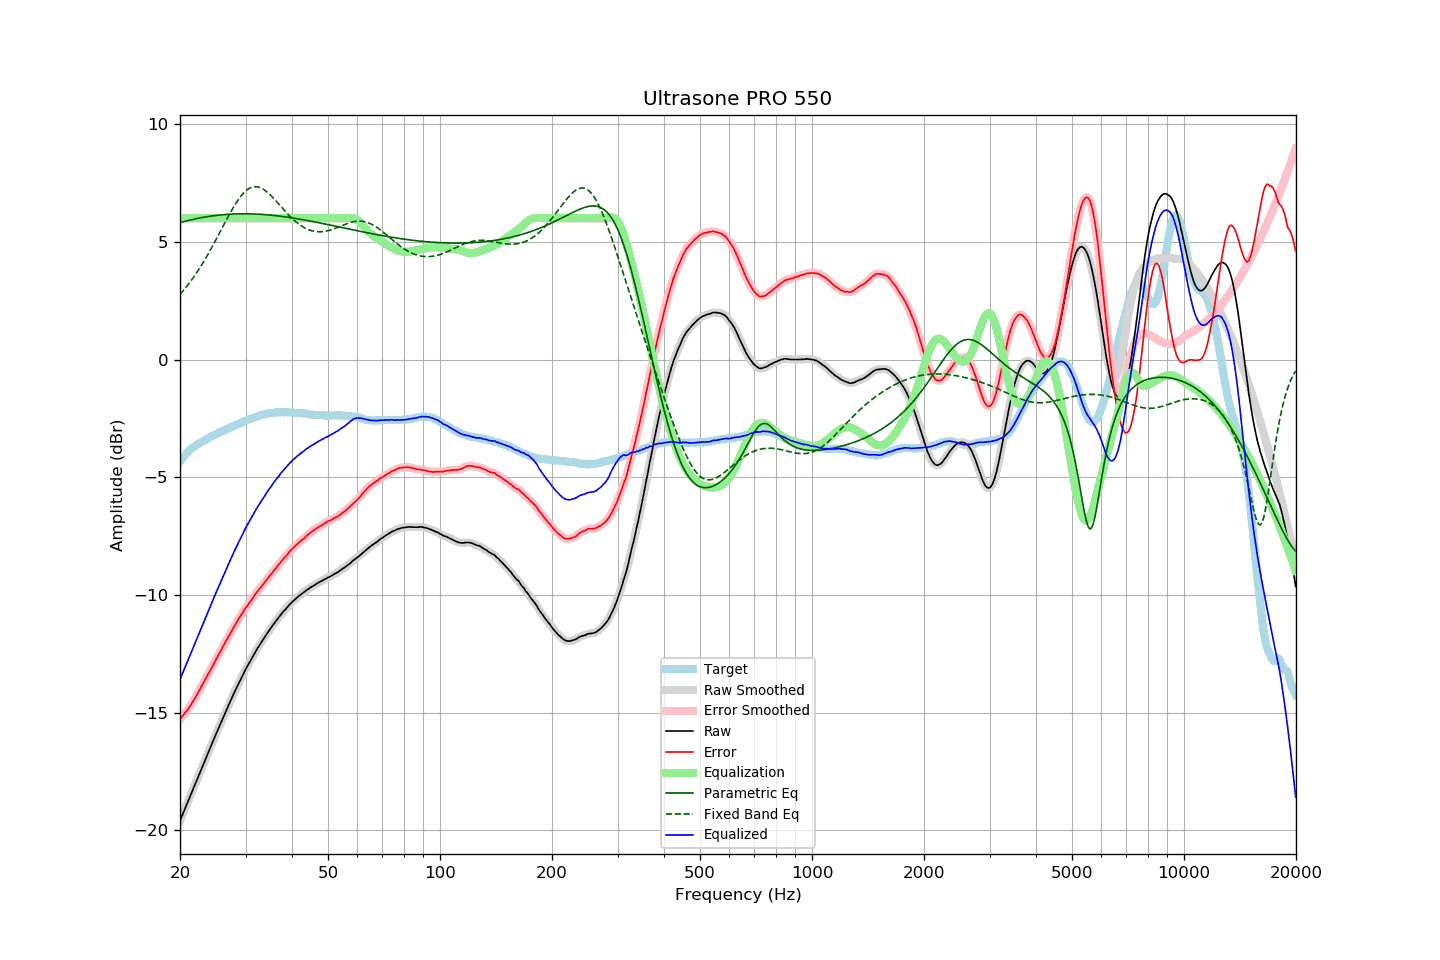 Ultrasone PRO 550
10
5
0
−5
−10
−15
−20
Amplitude (dBr)
Target
Raw Smoothed
Error Smoothed
Raw
Error
Equalization
Parametric Eq
Fixed Band Eq
Equalized
20 50 100 200 500 1000 2000 5000 10000 20000
Frequency (Hz)